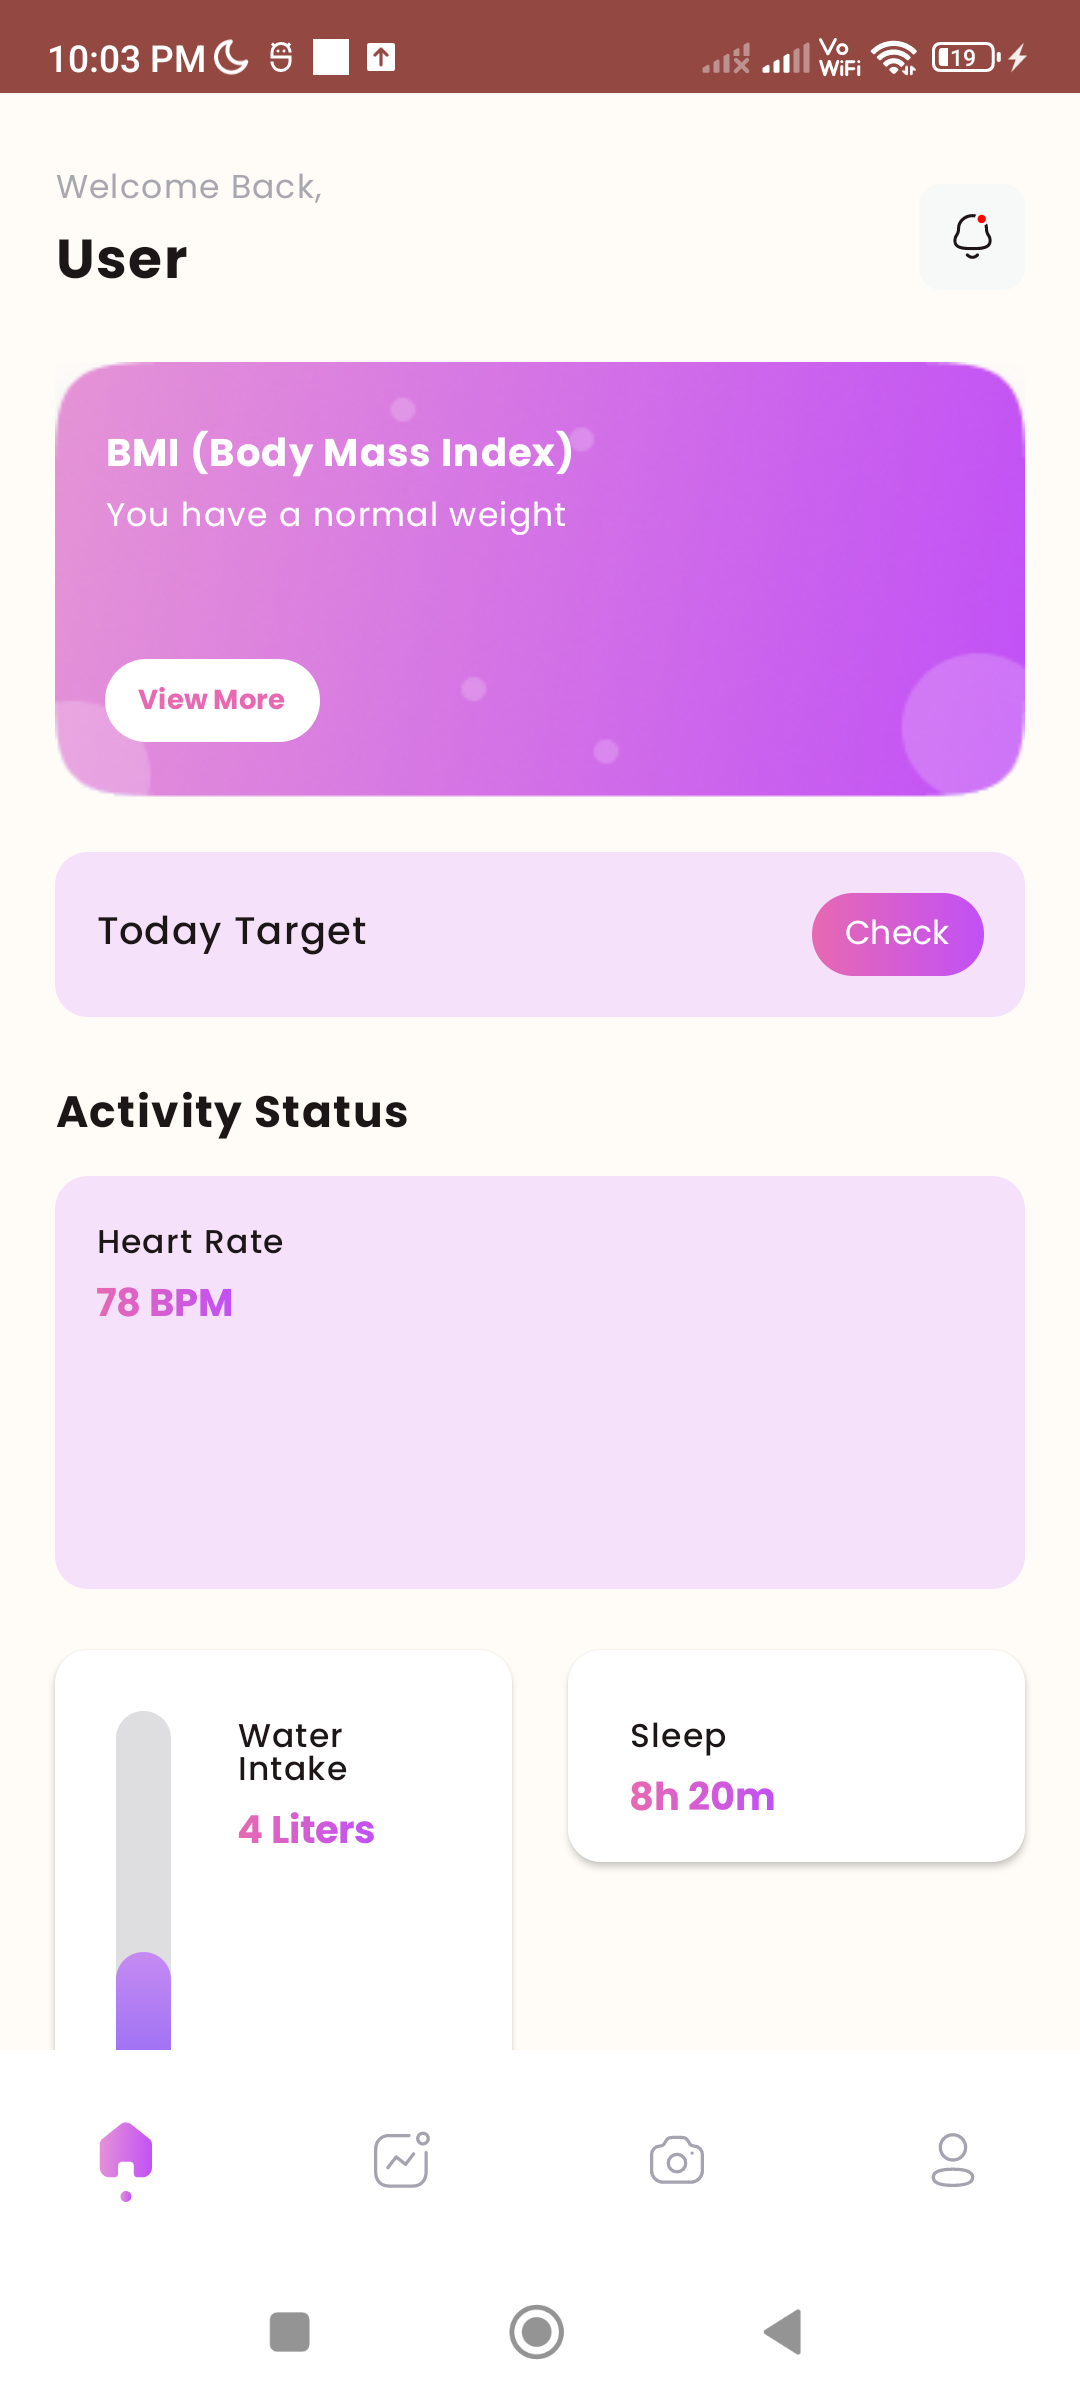 10:03 PM
Vo
WiFi
19
Welcome Back,
User
BMI (Body Mass Index)
You have a normal weight
View More
Today Target
Check
Activity Status
Heart Rate
78 BPM
Water
Intake
4 Liters
Sleep
8h 20m